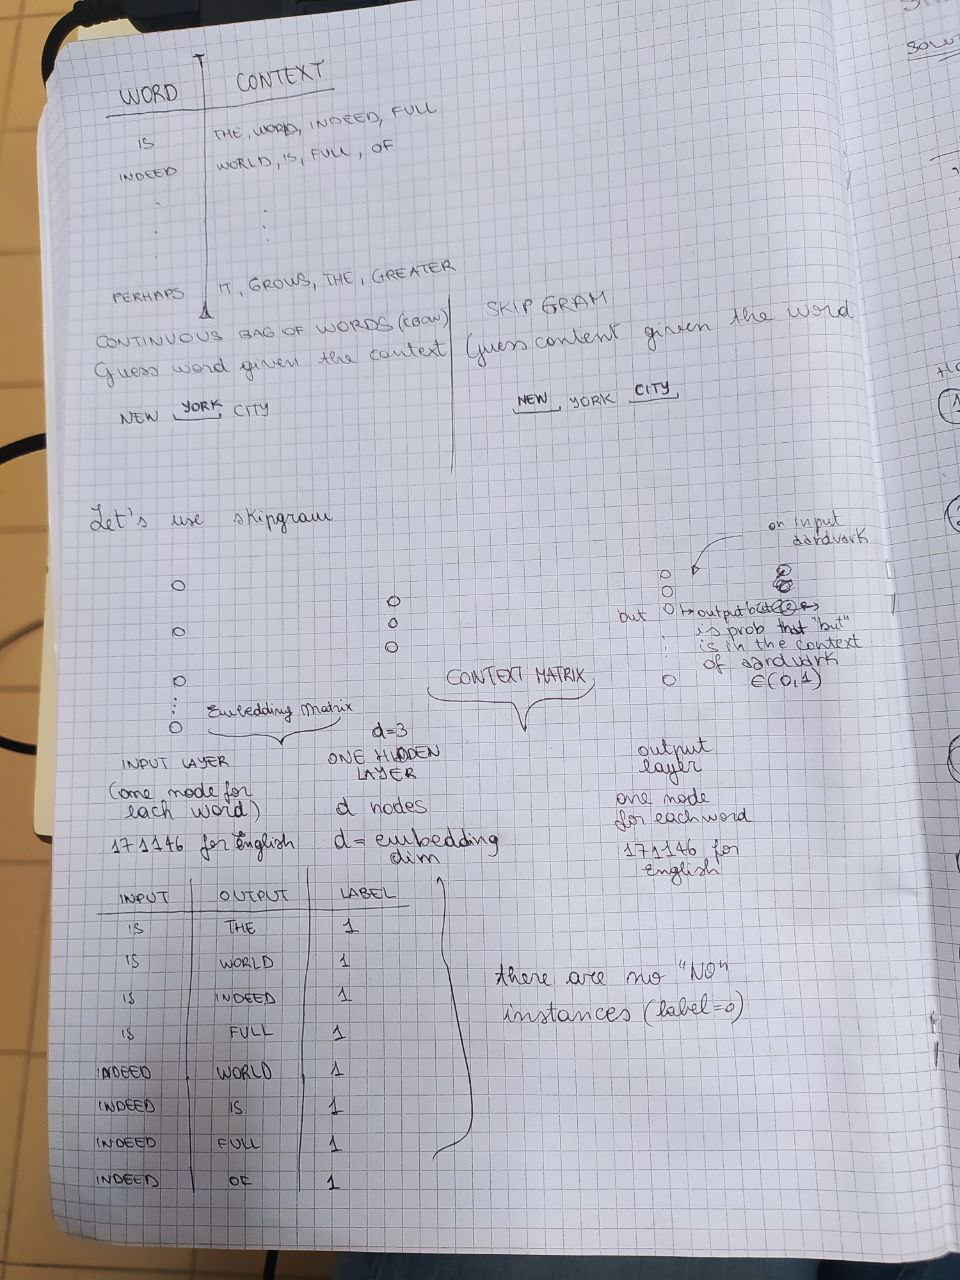 WORD CONTEXT
IS THE, WORD, INDEED, FULL
INDEED WORLD, IS, FULL, OF
PERHAPS IT, GROWS, THE, GREATER
CONTINUOUS BAG OF WORDS (CBOW)
Guess word given the context
NEW YORK CITY
SKIP GRAM
Guess content given the word
NEW YORK CITY
Let's use skipgram
on input
aardvark
but output but
is prob that "but"
is in the context
of aardvark
∈(0,1)
Embedding Matrix
CONTEXT MATRIX
INPUT LAYER
(one node for
each word)
171146 for English
d=3
ONE HIDDEN
LAYER
d nodes
d= embedding
dim
output
layer
one node
for each word
171146 for
English
INPUT OUTPUT LABEL
IS THE 1
IS WORLD 1
IS INDEED 1
IS FULL 1
INDEED WORLD 1
INDEED IS 1
INDEED FULL 1
INDEED OF 1
there are no "NO"
instances (label=0)